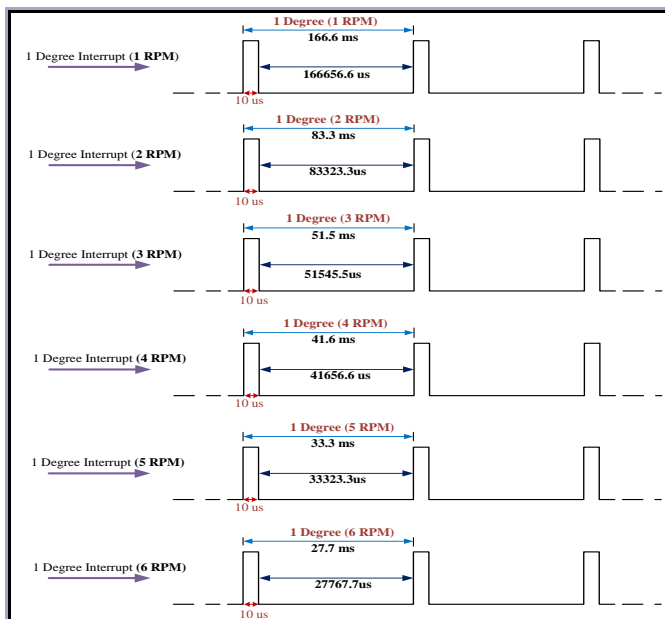 1 Degree (1 RPM)
166.6 ms
1 Degree Interrupt (1 RPM)
166656.6 us
10 us
1 Degree (2 RPM)
83.3 ms
1 Degree Interrupt (2 RPM)
83323.3us
10 us
1 Degree (3 RPM)
51.5 ms
1 Degree Interrupt (3 RPM)
51545.5us
10 us
1 Degree (4 RPM)
41.6 ms
1 Degree Interrupt (4 RPM)
41656.6 us
10 us
1 Degree (5 RPM)
33.3 ms
1 Degree Interrupt (5 RPM)
33323.3us
10 us
1 Degree (6 RPM)
27.7 ms
1 Degree Interrupt (6 RPM)
27767.7us
10 us